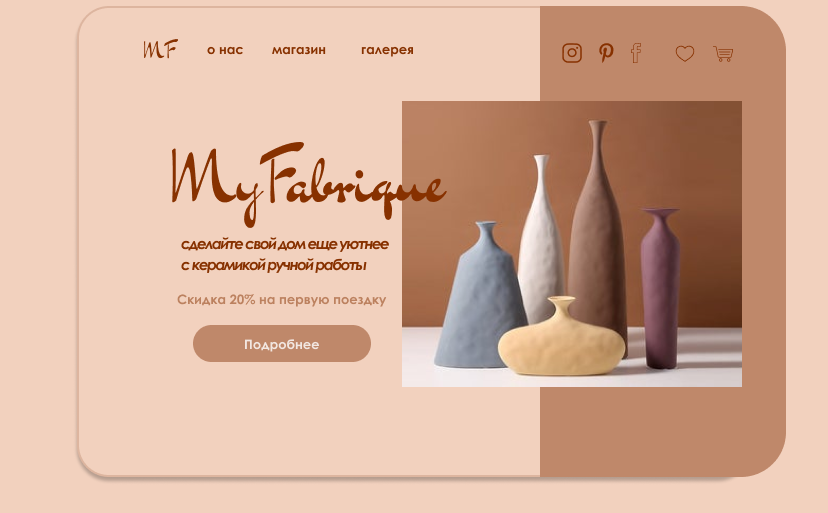 MF о нас магазин галерея
MyFabrique
сделайте свой дом еще уютнее
с керамикой ручной работы
Скидка 20% на первую поездку
Подробнее